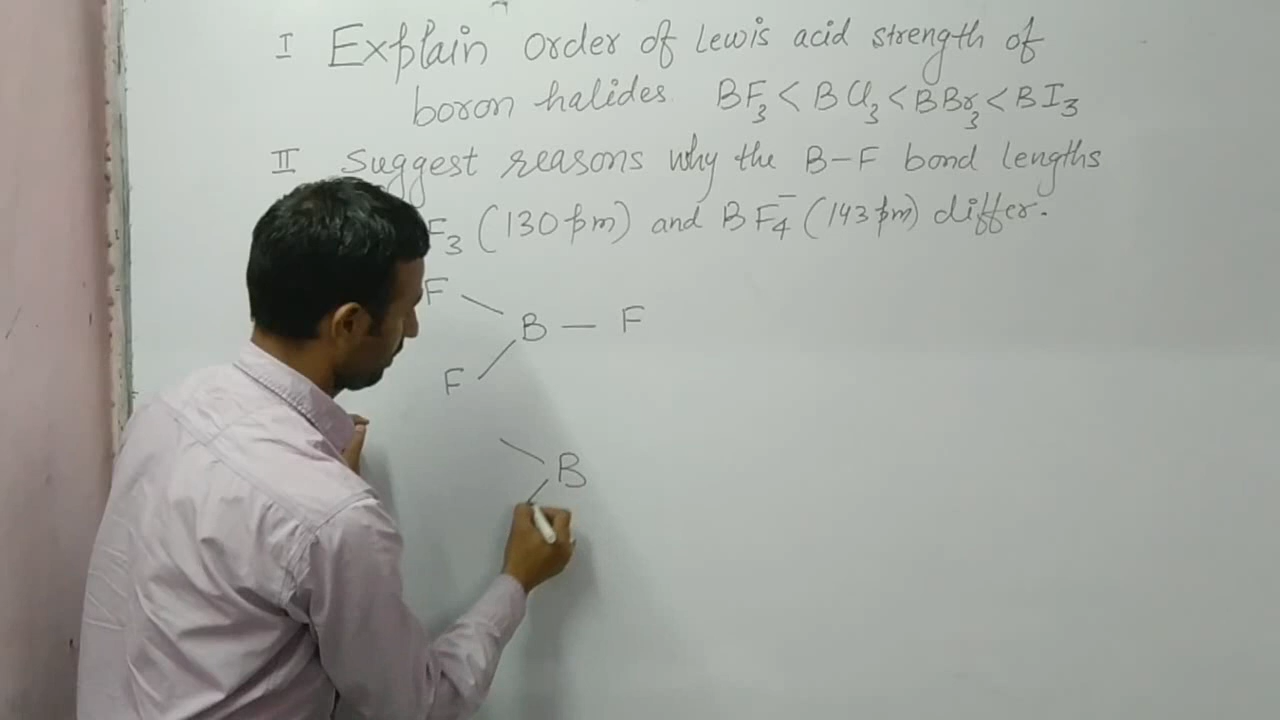 I Explain order of Lewis acid strength of
boron halides. BF₃ < BCl₃ < BBr₃ < BI₃
II Suggest reasons why the B–F bond lengths
F₃ (130 pm) and BF₄⁻ (143 pm) differ.
F
B – F
F
B